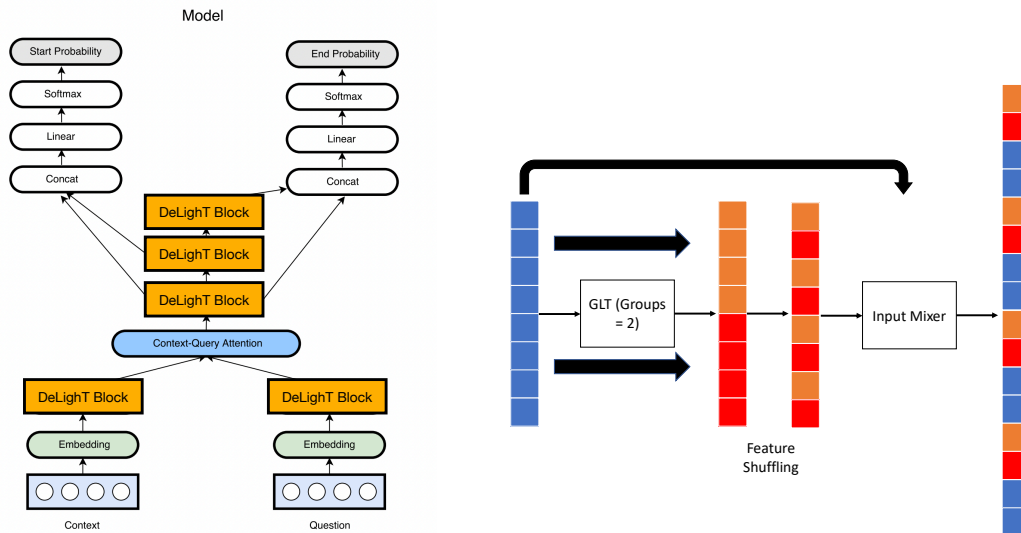 Model
Start Probability
End Probability
Softmax
Softmax
Linear
Linear
Concat
Concat
DeLighT Block
DeLighT Block
DeLighT Block
Context-Query Attention
DeLighT Block
DeLighT Block
Embedding
Embedding
Context
Question
GLT (Groups
= 2)
Input Mixer
Feature
Shuffling